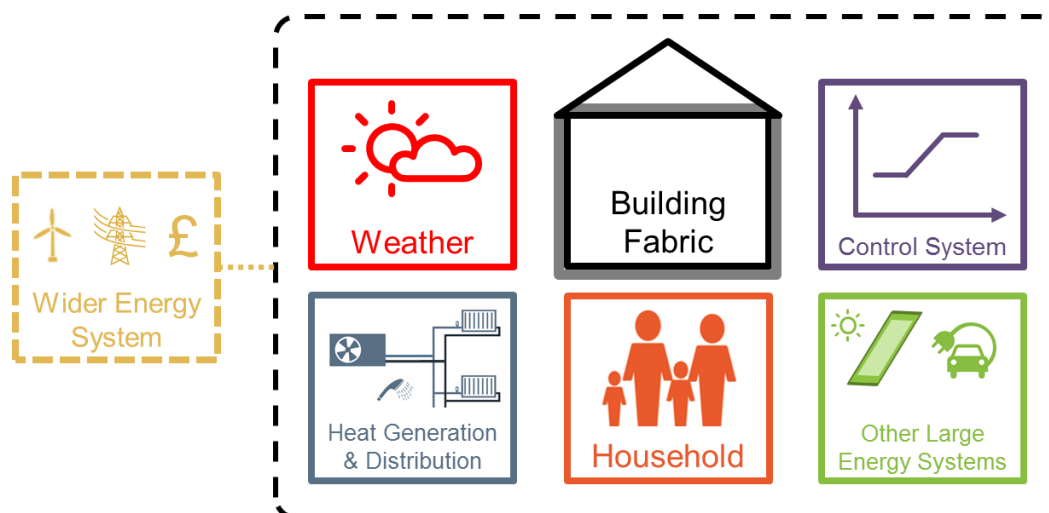 Weather
Building
Fabric
Control System
£
Wider Energy
System
Heat Generation
& Distribution
Household
Other Large
Energy Systems